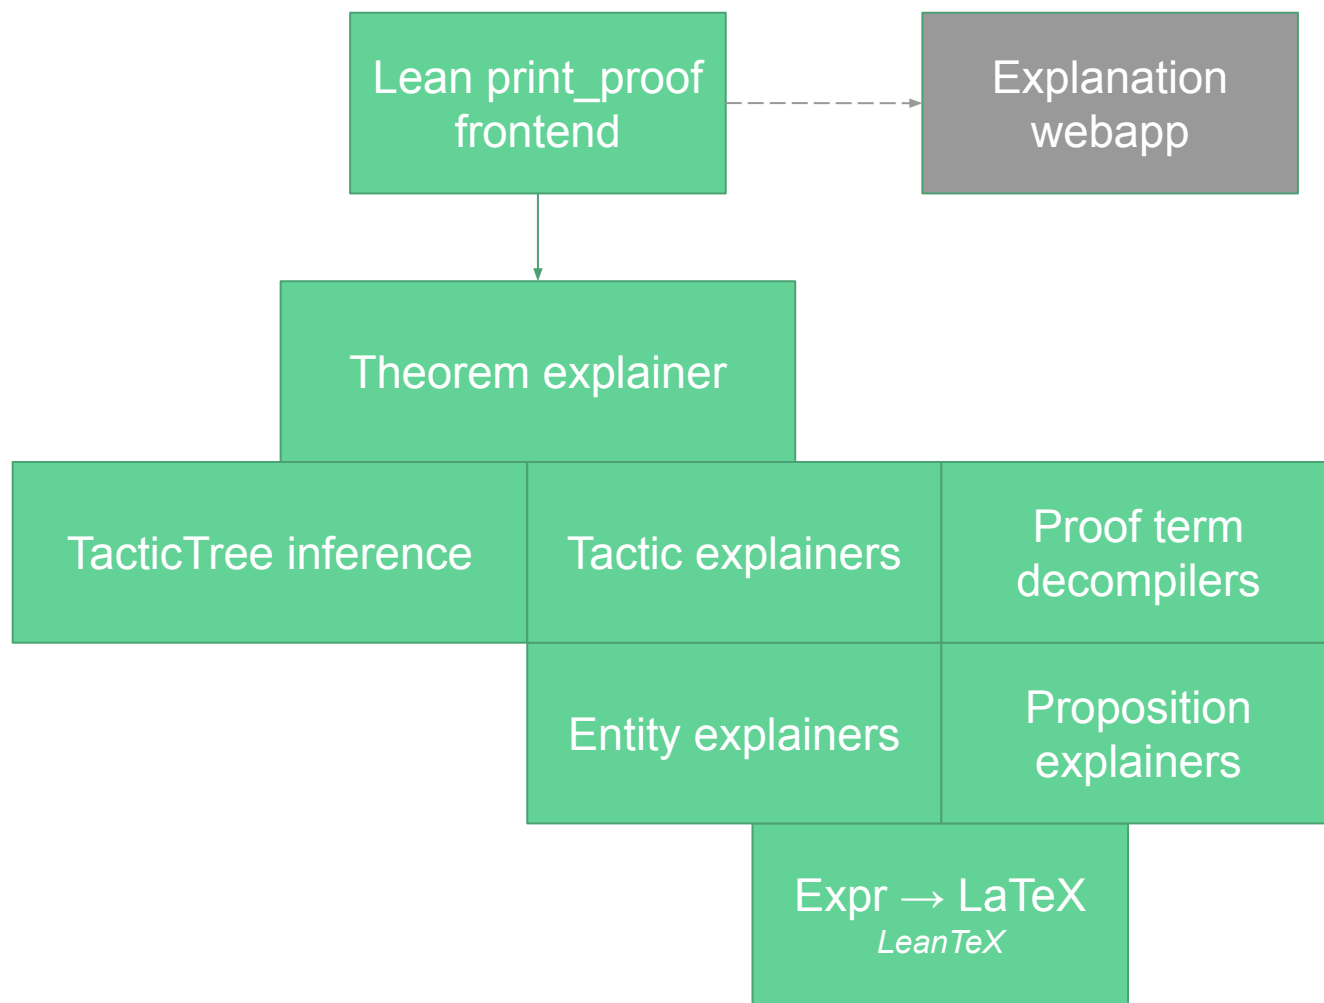 Lean print_proof
frontend
Explanation
webapp
Theorem explainer
TacticTree inference
Tactic explainers
Proof term
decompilers
Entity explainers
Proposition
explainers
Expr → LaTeX
LeanTeX